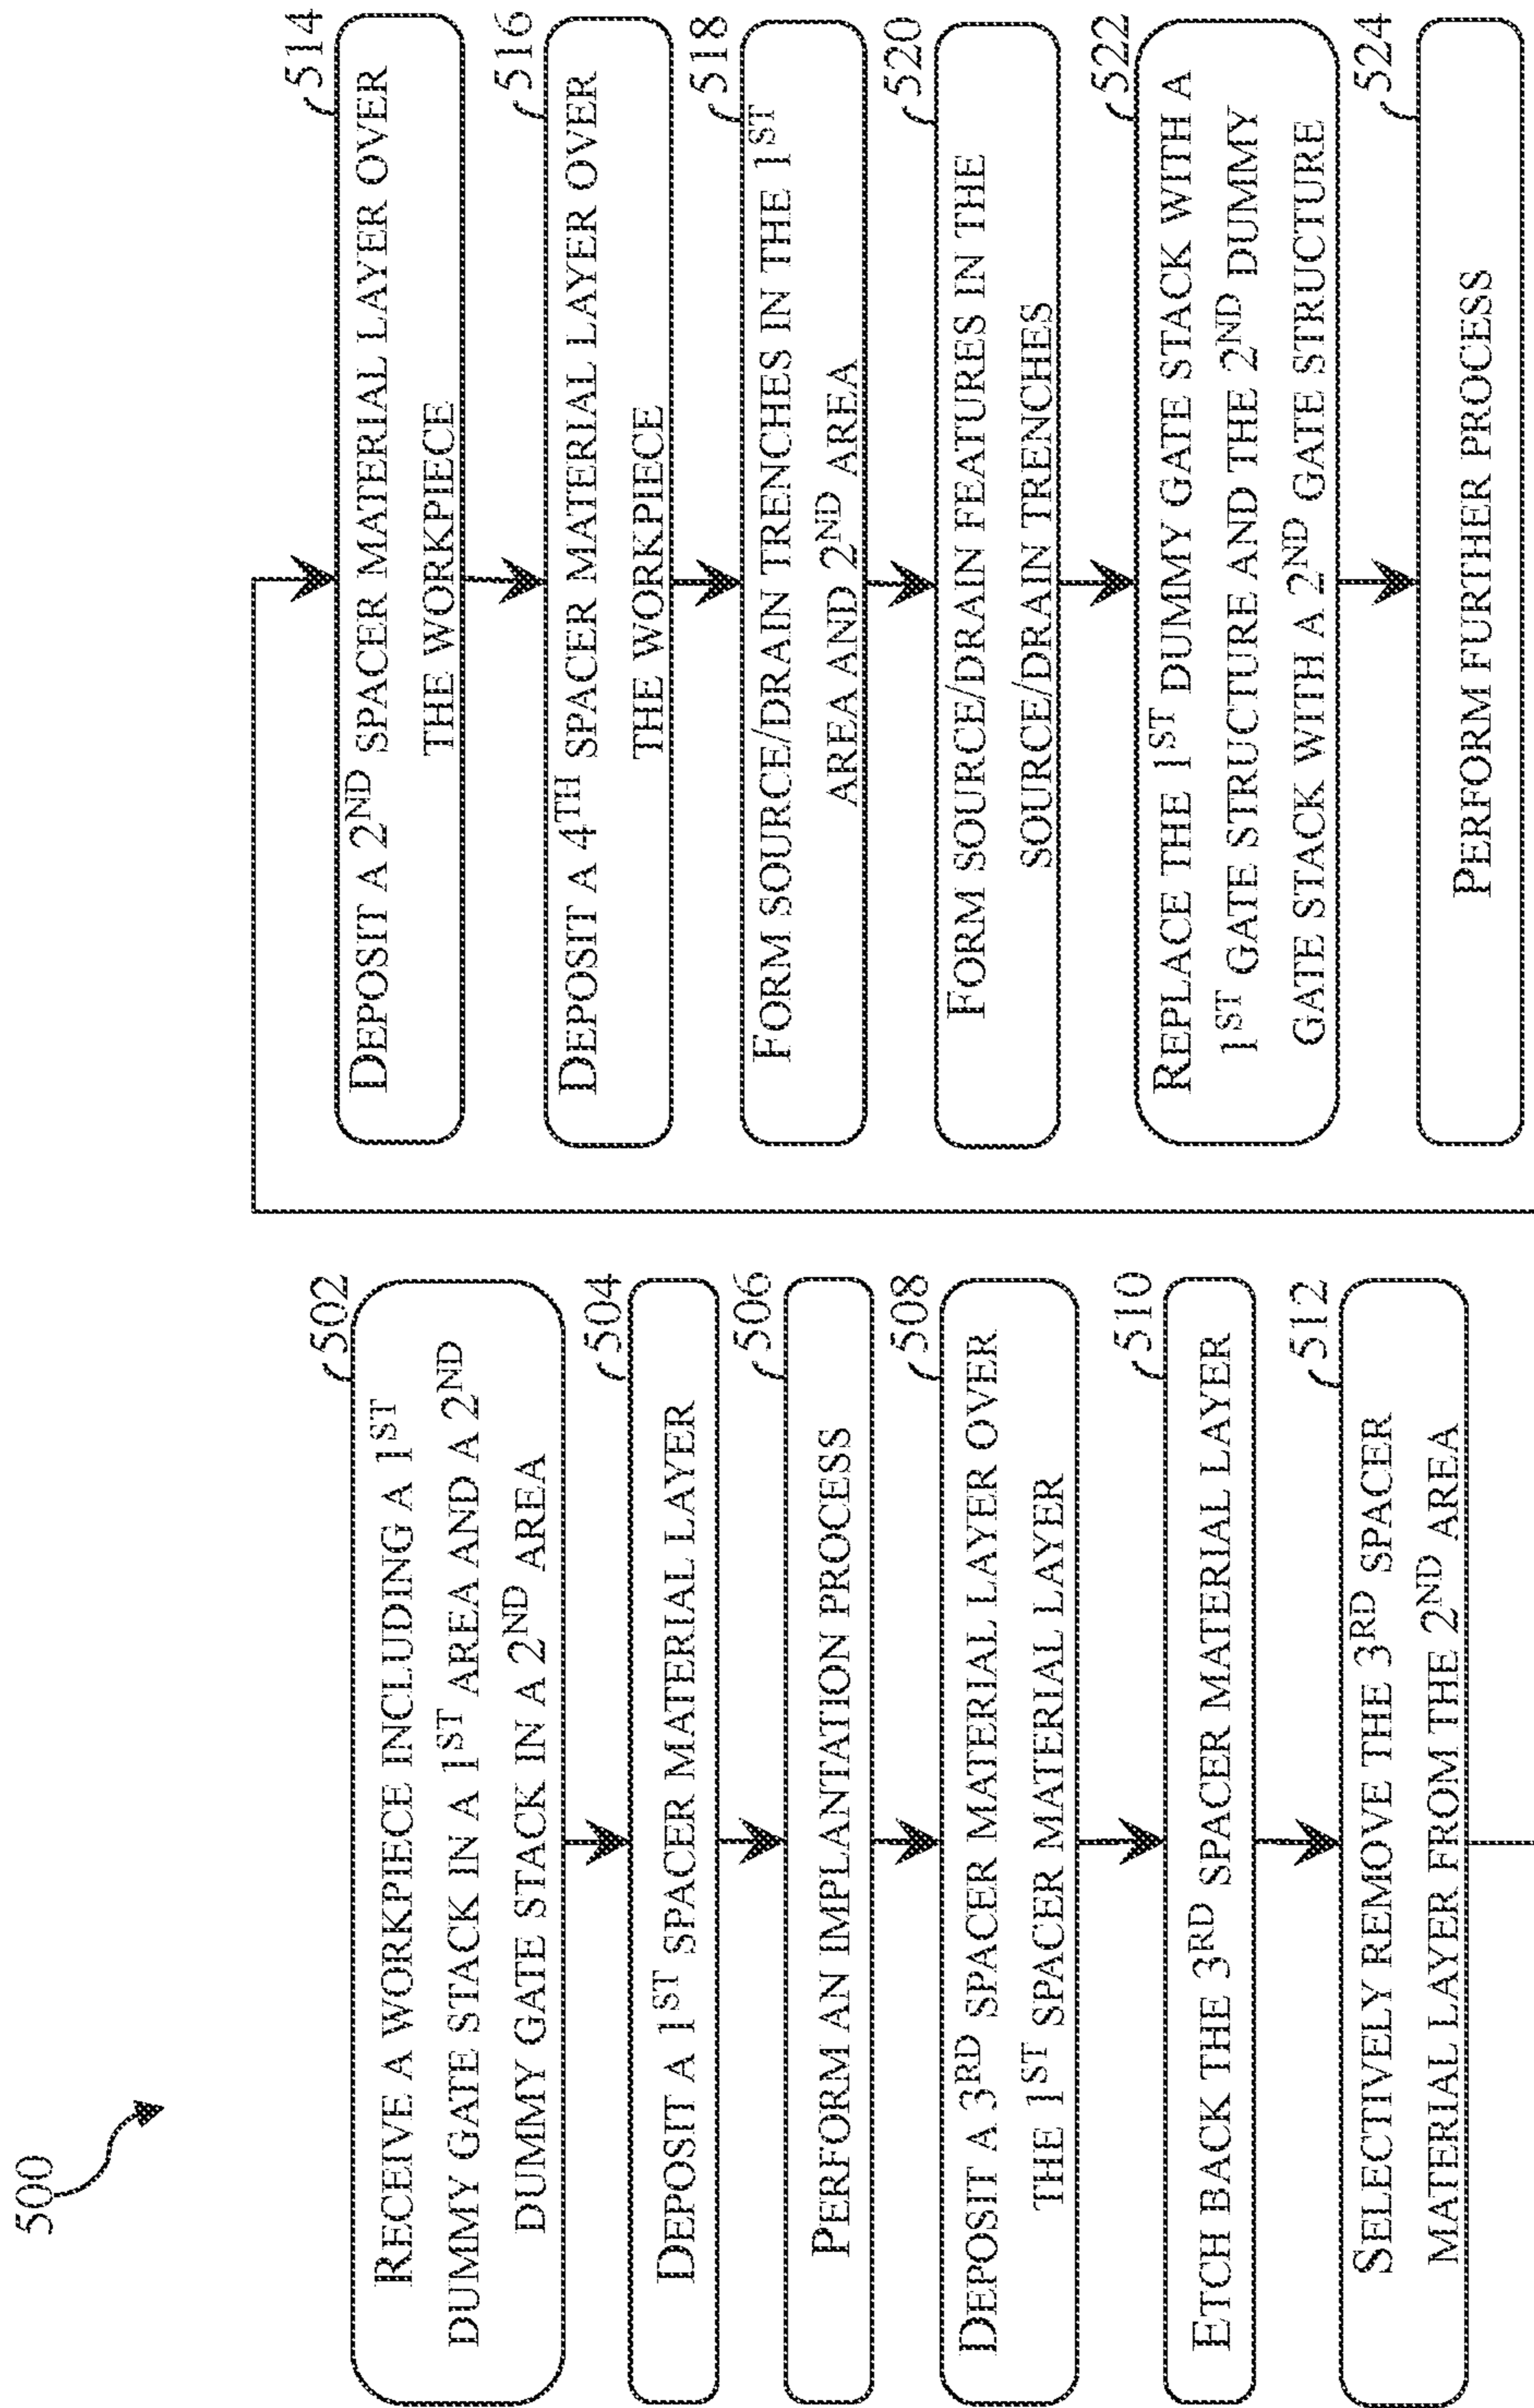 500
502
RECEIVE A WORKPIECE INCLUDING A 1ST
DUMMY GATE STACK IN A 1ST AREA AND A 2ND
DUMMY GATE STACK IN A 2ND AREA
504
DEPOSIT A 1ST SPACER MATERIAL LAYER
506
PERFORM AN IMPLANTATION PROCESS
508
DEPOSIT A 3RD SPACER MATERIAL LAYER OVER
THE 1ST SPACER MATERIAL LAYER
510
ETCH BACK THE 3RD SPACER MATERIAL LAYER
512
SELECTIVELY REMOVE THE 3RD SPACER
MATERIAL LAYER FROM THE 2ND AREA
514
DEPOSIT A 2ND SPACER MATERIAL LAYER OVER
THE WORKPIECE
516
DEPOSIT A 4TH SPACER MATERIAL LAYER OVER
THE WORKPIECE
518
FORM SOURCE/DRAIN TRENCHES IN THE 1ST
AREA AND 2ND AREA
520
FORM SOURCE/DRAIN FEATURES IN THE
SOURCE/DRAIN TRENCHES
522
REPLACE THE 1ST DUMMY GATE STACK WITH A
1ST GATE STRUCTURE AND THE 2ND DUMMY
GATE STACK WITH A 2ND GATE STRUCTURE
524
PERFORM FURTHER PROCESS